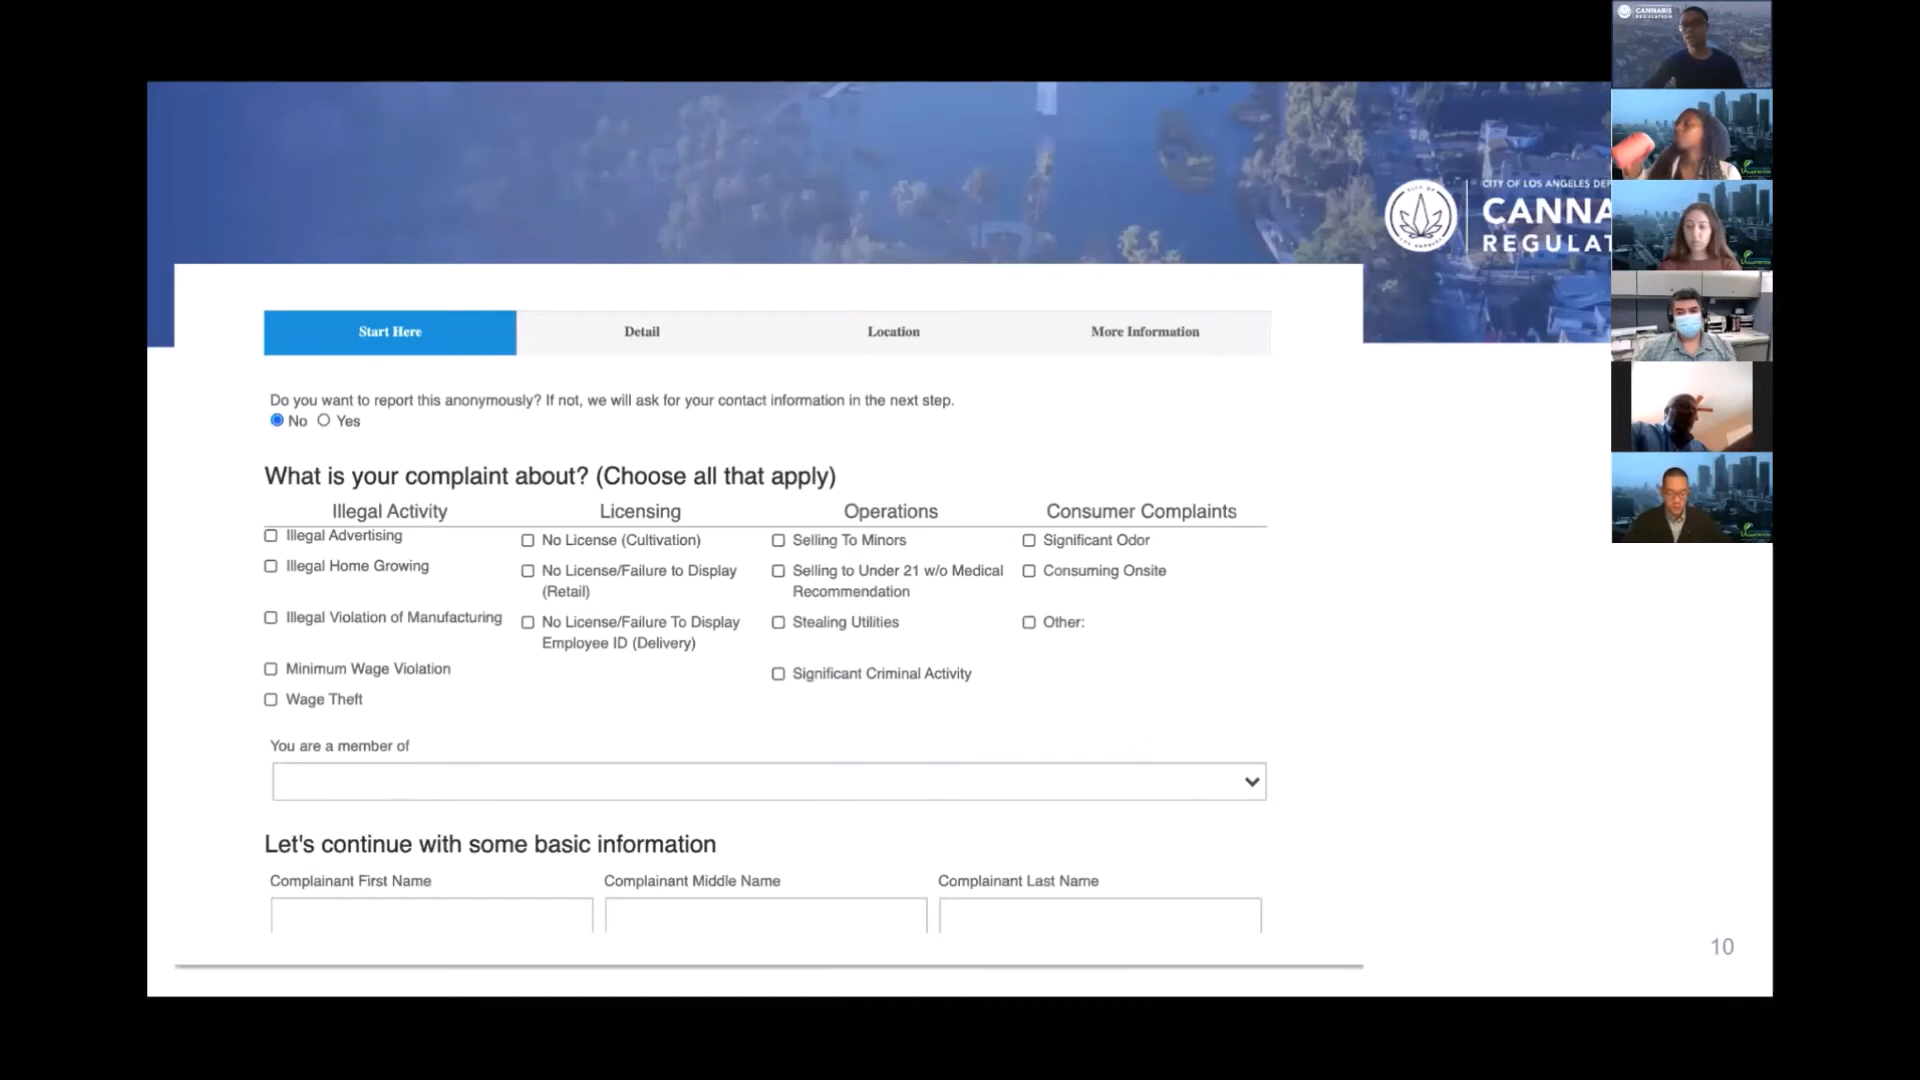 CANNABIS
REGULATION
CITY OF LOS ANGELES DEP
CANNA
REGULAT
Start Here
Detail
Location
More Information
Do you want to report this anonymously? If not, we will ask for your contact information in the next step.
No
Yes
What is your complaint about? (Choose all that apply)
Illegal Activity
Licensing
Operations
Consumer Complaints
Illegal Advertising
No License (Cultivation)
Selling To Minors
Significant Odor
Illegal Home Growing
No License/Failure to Display
(Retail)
Selling to Under 21 w/o Medical
Recommendation
Consuming Onsite
Illegal Violation of Manufacturing
No License/Failure To Display
Employee ID (Delivery)
Stealing Utilities
Other:
Minimum Wage Violation
Significant Criminal Activity
Wage Theft
You are a member of
Let's continue with some basic information
Complainant First Name
Complainant Middle Name
Complainant Last Name
10